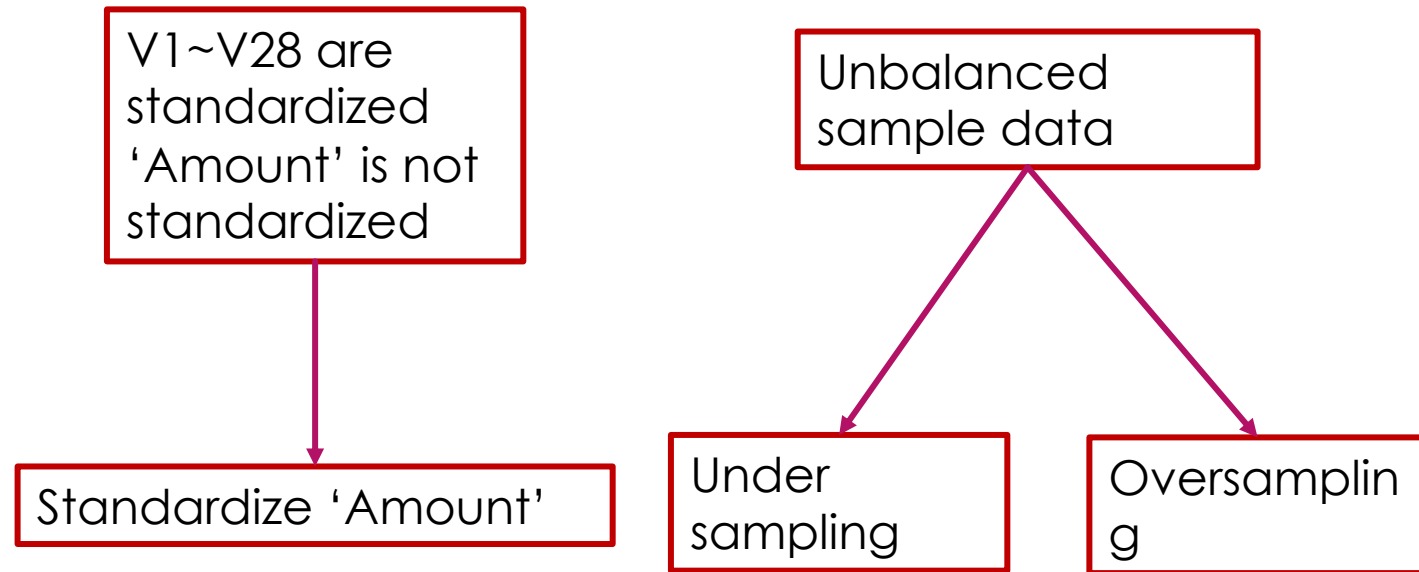 V1~V28 are
standardized
‘Amount’ is not
standardized
Unbalanced
sample data
Standardize ‘Amount’
Under
sampling
Oversamplin
g